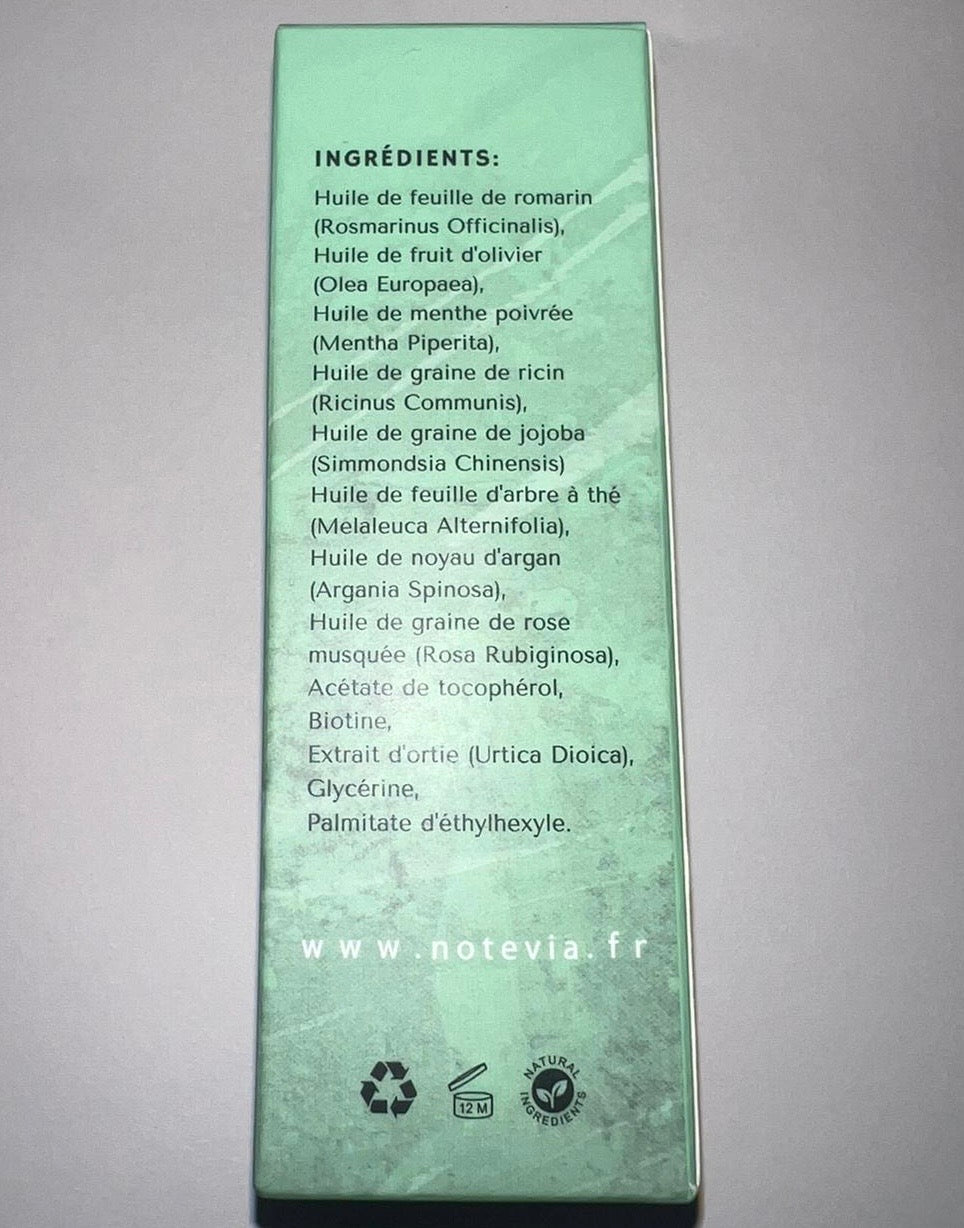 INGRÉDIENTS:
Huile de feuille de romarin
(Rosmarinus Officinalis),
Huile de fruit d'olivier
(Olea Europaea),
Huile de menthe poivrée
(Mentha Piperita),
Huile de graine de ricin
(Ricinus Communis),
Huile de graine de jojoba
(Simmondsia Chinensis)
Huile de feuille d'arbre à thé
(Melaleuca Alternifolia),
Huile de noyau d'argan
(Argania Spinosa),
Huile de graine de rose
musquée (Rosa Rubiginosa),
Acétate de tocophérol,
Biotine,
Extrait d'ortie (Urtica Dioica),
Glycérine,
Palmitate d'éthylhexyle.
www.notevia.fr
12 M
NATURAL
INGREDIENTS